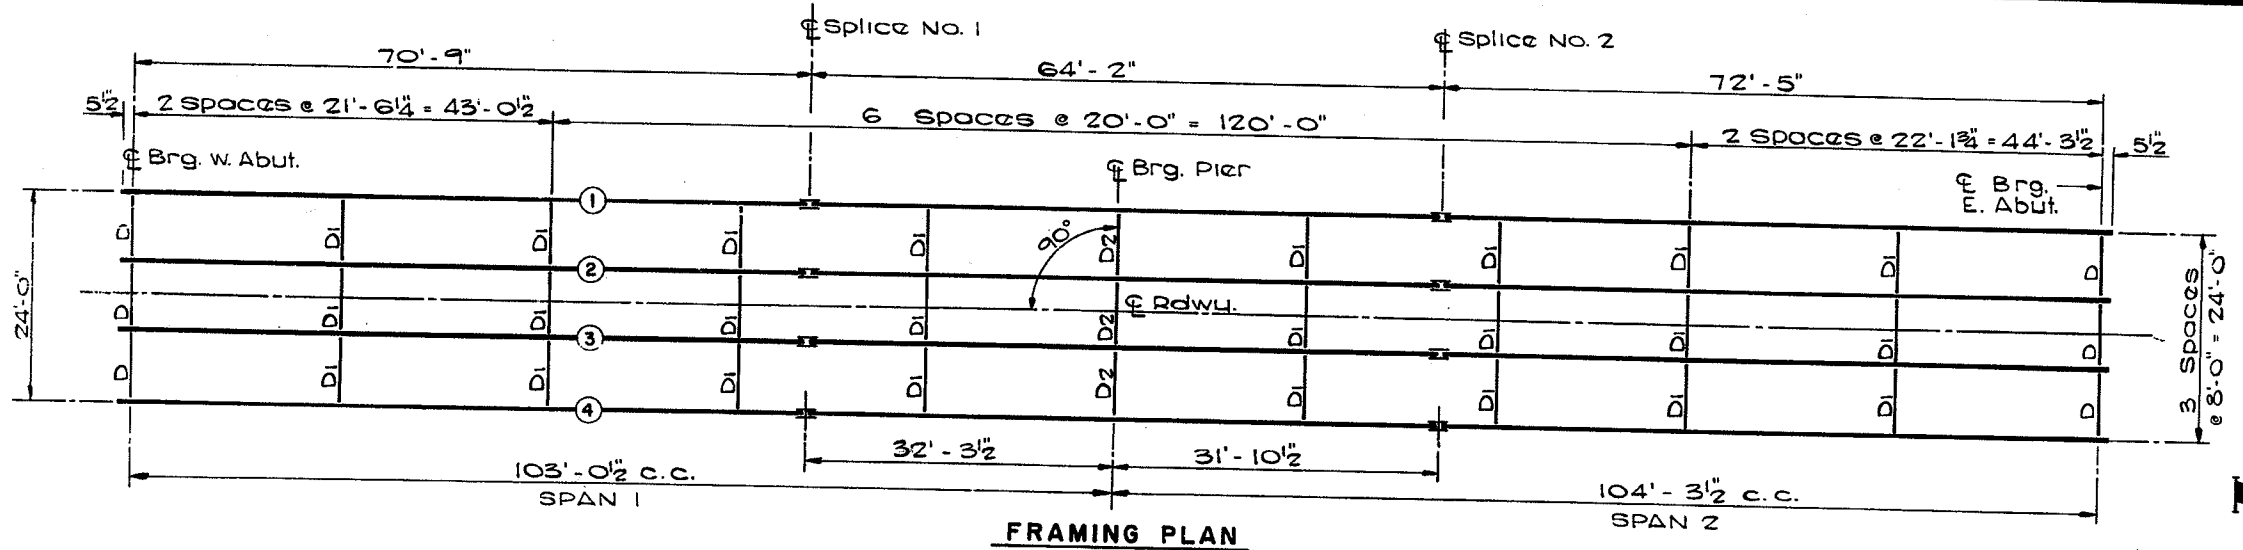 ℄ Splice No. 1
℄ Splice No. 2
70'-9"
64'-2"
72'-5"
5½"
2 Spaces @ 21'-6¼" = 43'-0½"
6 Spaces @ 20'-0" = 120'-0"
2 Spaces @ 22'-1¾" = 44'-3½"
5½"
℄ Brg. W. Abut.
℄ Brg. Pier
℄ Brg.
E. Abut.
1
D D1 D1 D1 D1 D2 D1 D1 D1 D1 D
90°
2
24'-0"
℄ Rdwy.
D D1 D1 D1 D1 D2 D1 D1 D1 D1 D
3
3 Spaces
@ 8'-0" = 24'-0"
D D1 D1 D1 D1 D2 D1 D1 D1 D1 D
4
32'-3½"
31'-10½"
103'-0½" c.c.
SPAN 1
104'-3½" c.c.
SPAN 2
FRAMING PLAN